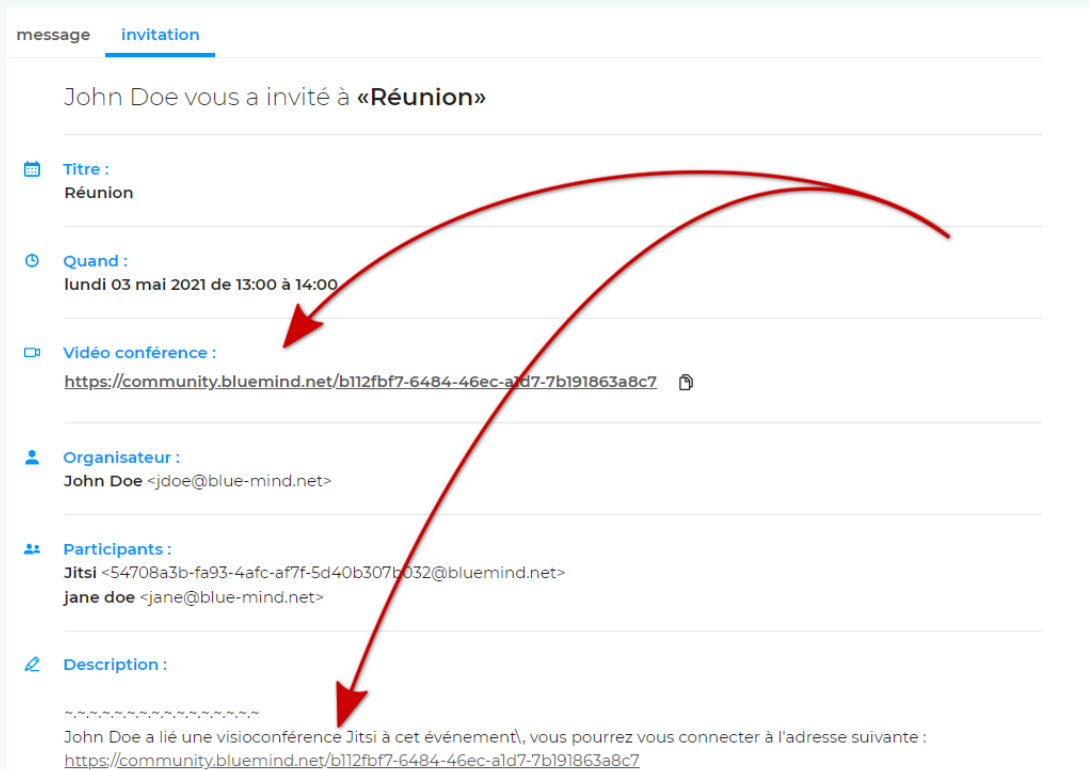 message invitation
John Doe vous a invité à «Réunion»
Titre :
Réunion
Quand :
lundi 03 mai 2021 de 13:00 à 14:00
Vidéo conférence :
https://community.bluemind.net/b112fbf7-6484-46ec-a1d7-7b191863a8c7
Organisateur :
John Doe <jdoe@blue-mind.net>
Participants :
Jitsi <54708a3b-fa93-4afc-af7f-5d40b307b032@bluemind.net>
jane doe <jane@blue-mind.net>
Description :
~.~.~.~.~.~.~.~.~.~.~.~.~.~.~.~
John Doe a lié une visioconférence Jitsi à cet événement\, vous pourrez vous connecter à l'adresse suivante :
https://community.bluemind.net/b112fbf7-6484-46ec-a1d7-7b191863a8c7